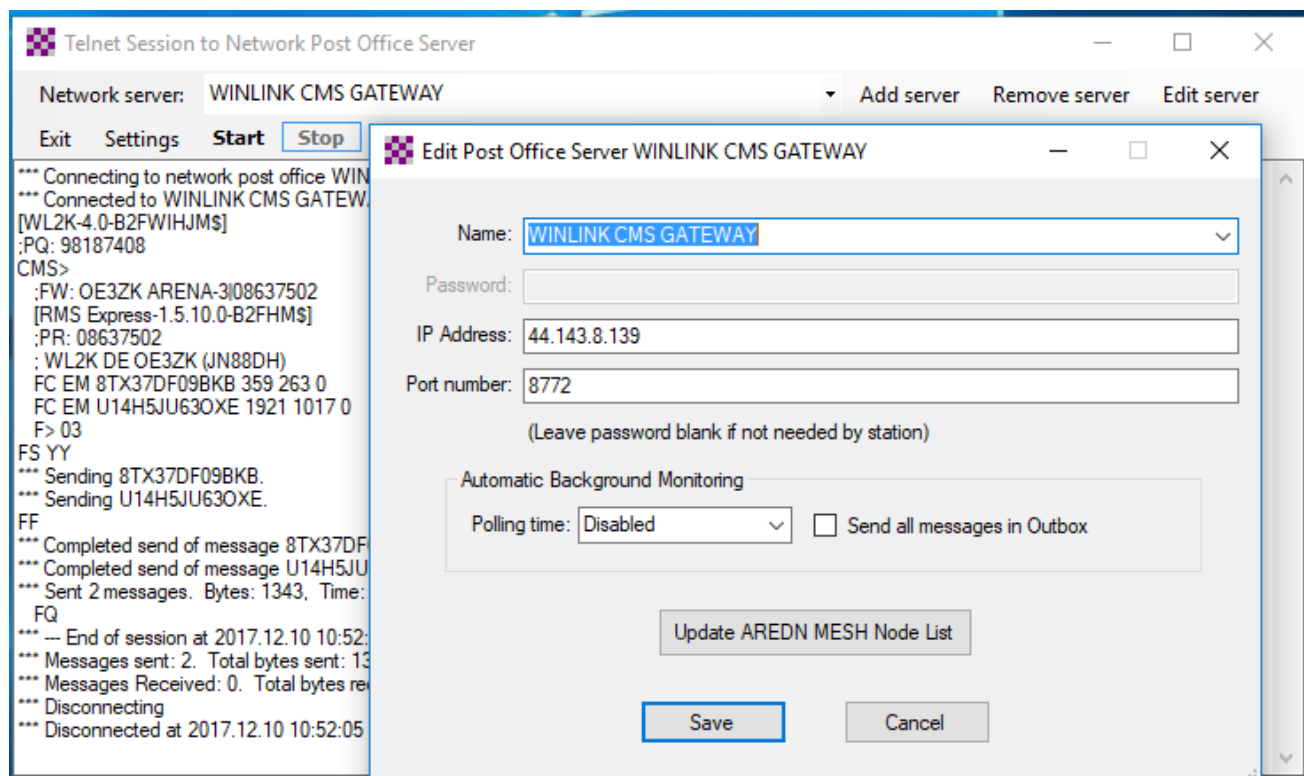 Telnet Session to Network Post Office Server
Network server: WINLINK CMS GATEWAY Add server Remove server Edit server
Exit Settings Start Stop
*** Connecting to network post office WIN
*** Connected to WINLINK CMS GATEW
[WL2K-4.0-B2FWIHJM$]
;PQ: 98187408
CMS>
;FW: OE3ZK ARENA-3|08637502
[RMS Express-1.5.10.0-B2FHM$]
;PR: 08637502
; WL2K DE OE3ZK (JN88DH)
FC EM 8TX37DF09BKB 359 263 0
FC EM U14H5JU63OXE 1921 1017 0
F> 03
FS YY
*** Sending 8TX37DF09BKB.
*** Sending U14H5JU63OXE.
FF
*** Completed send of message 8TX37DF
*** Completed send of message U14H5JU
*** Sent 2 messages. Bytes: 1343, Time:
FQ
*** --- End of session at 2017.12.10 10:52:
*** Messages sent: 2. Total bytes sent: 13
*** Messages Received: 0. Total bytes re
*** Disconnecting
*** Disconnected at 2017.12.10 10:52:05
Edit Post Office Server WINLINK CMS GATEWAY
Name: WINLINK CMS GATEWAY
Password:
IP Address: 44.143.8.139
Port number: 8772
(Leave password blank if not needed by station)
Automatic Background Monitoring
Polling time: Disabled Send all messages in Outbox
Update AREDN MESH Node List
Save Cancel